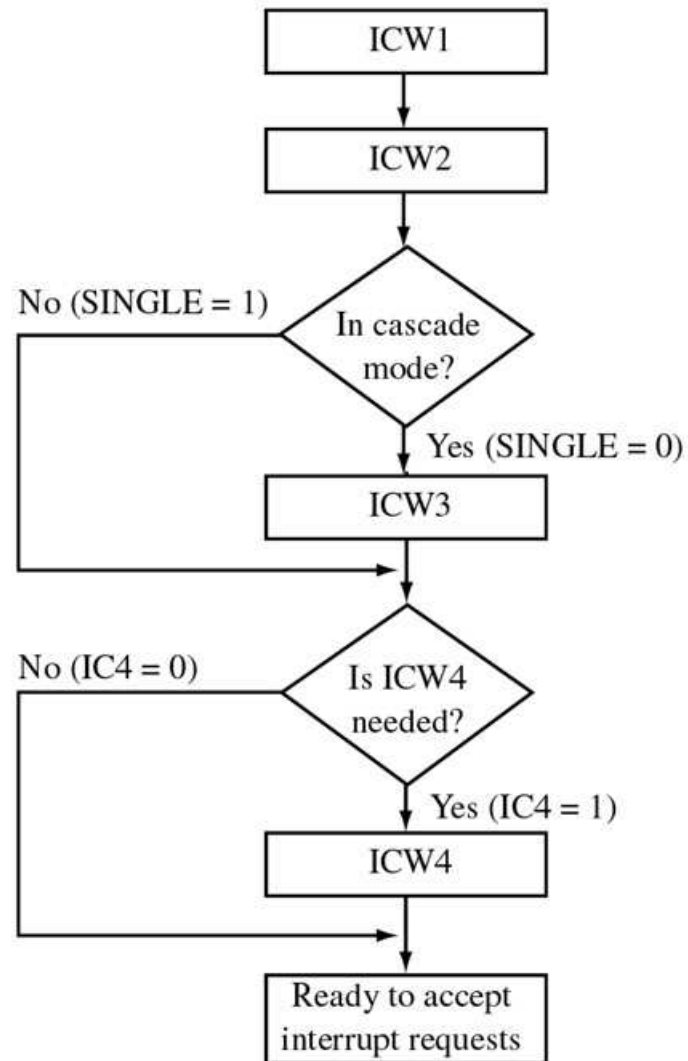 ICW1
ICW2
No (SINGLE = 1)
In cascade
mode?
Yes (SINGLE = 0)
ICW3
No (IC4 = 0)
Is ICW4
needed?
Yes (IC4 = 1)
ICW4
Ready to accept
interrupt requests